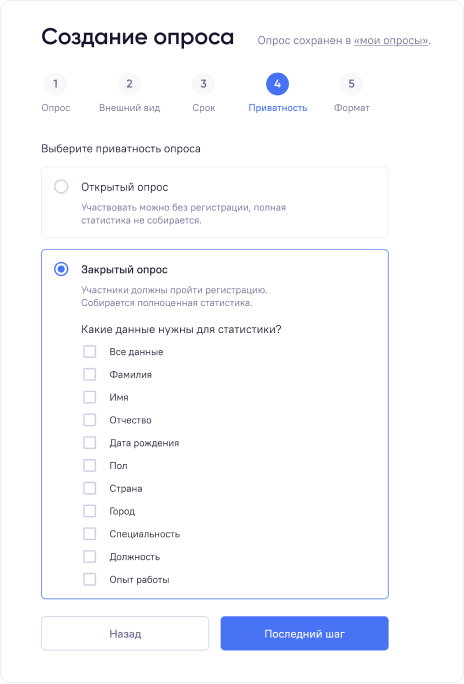 Создание опроса
Опрос сохранен в «мои опросы».
1 2 3 4 5
Опрос Внешний вид Срок Приватность Формат
Выберите приватность опроса
Открытый опрос
Участвовать можно без регистрации, полная
статистика не собирается.
Закрытый опрос
Участники должны пройти регистрацию.
Собирается полноценная статистика.
Какие данные нужны для статистики?
Все данные
Фамилия
Имя
Отчество
Дата рождения
Пол
Страна
Город
Специальность
Должность
Опыт работы
Назад
Последний шаг